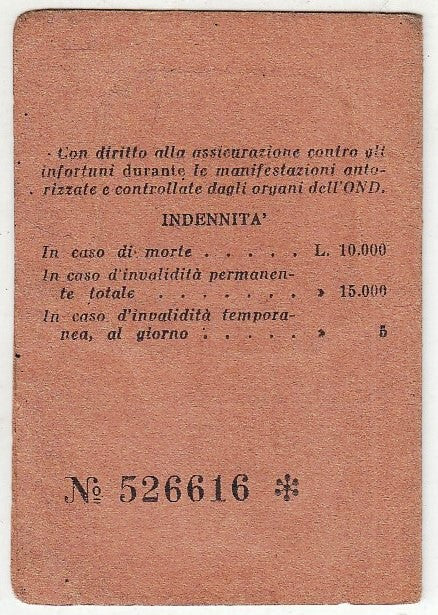 Con diritto alla assicurazione contro gli
infortuni durante le manifestazioni auto-
rizzate e controllate dagli organi dell'OND.
INDENNITA'
In caso di morte . . . . . L. 10.000
In caso d'invalidità permanen-
te totale . . . . . . . » 15.000
In caso d'invalidità tempora-
nea, al giorno . . . . . » 5
Nº 526616 ✻